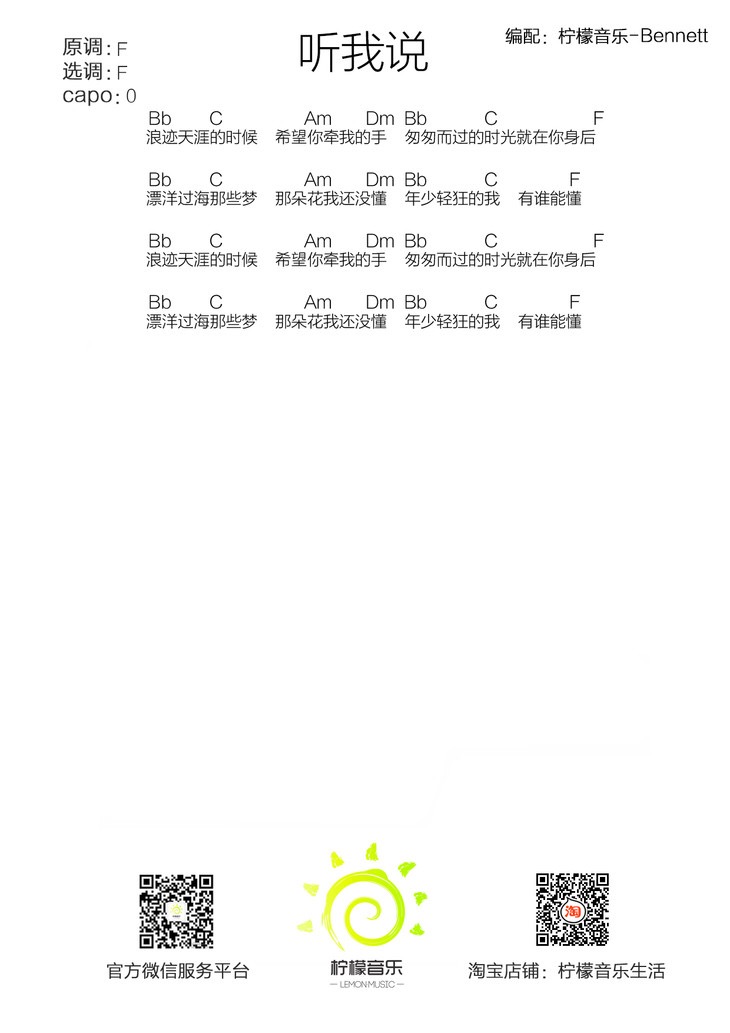 听我说
编配：柠檬音乐-Bennett
原调：F
选调：F
capo：0
Bb C Am Dm Bb C F
浪迹天涯的时候 希望你牵我的手 匆匆而过的时光就在你身后
Bb C Am Dm Bb C F
漂洋过海那些梦 那朵花我还没懂 年少轻狂的我 有谁能懂
Bb C Am Dm Bb C F
浪迹天涯的时候 希望你牵我的手 匆匆而过的时光就在你身后
Bb C Am Dm Bb C F
漂洋过海那些梦 那朵花我还没懂 年少轻狂的我 有谁能懂
淘
官方微信服务平台
柠檬音乐
LEMON MUSIC
淘宝店铺：柠檬音乐生活